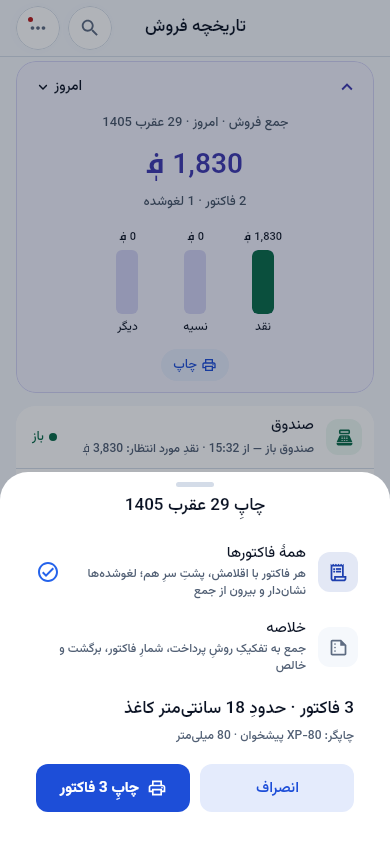 تاریخچه فروش
امروز
جمع فروش · امروز · 29 عقرب 1405
1,830 ؋
2 فاکتور · 1 لغوشده
1,830 ؋
0 ؋
0 ؋
نقد
نسیه
دیگر
چاپ
صندوق
صندوق باز — از 15:32 · نقدِ مورد انتظار: 3,830 ؋
باز
چاپِ 29 عقرب 1405
همهٔ فاکتورها
هر فاکتور با اقلامش، پشتِ سرِ هم؛ لغوشده‌ها
نشان‌دار و بیرون از جمع
خلاصه
جمع به تفکیکِ روشِ پرداخت، شمارِ فاکتور، برگشت و
خالص
3 فاکتور · حدودِ 18 سانتی‌متر کاغذ
چاپگر: XP-80 پیشخوان · 80 میلی‌متر
انصراف
چاپِ 3 فاکتور